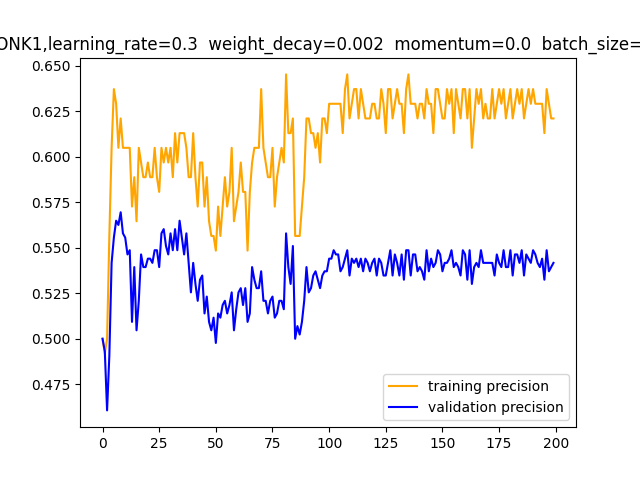 ONK1,learning_rate=0.3 weight_decay=0.002 momentum=0.0 batch_size=
0.650
0.625
0.600
0.575
0.550
0.525
0.500
0.475
training precision
validation precision
0 25 50 75 100 125 150 175 200